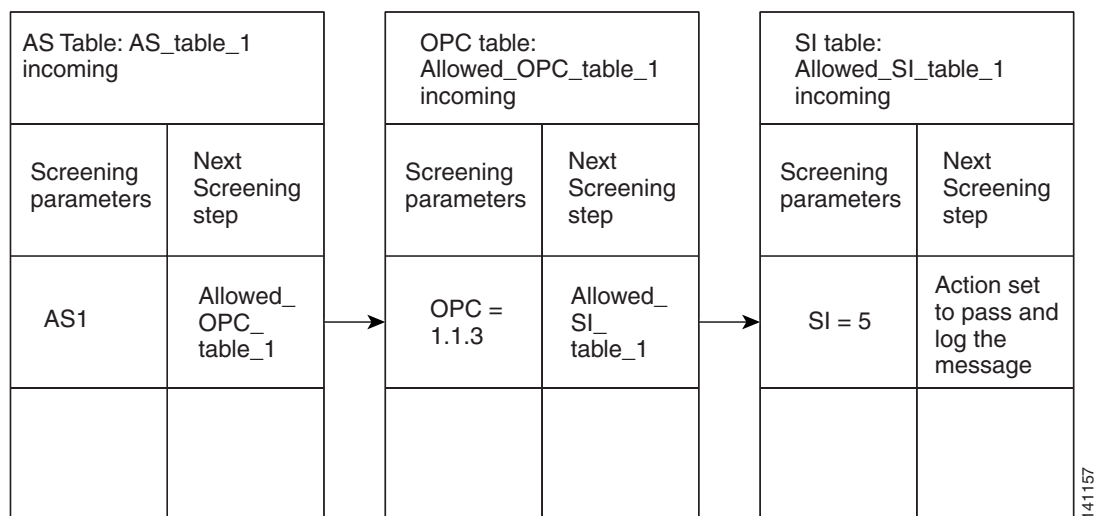 AS Table: AS_table_1
incoming
Screening
parameters
Next
Screening
step
AS1
Allowed_
OPC_
table_1
OPC table:
Allowed_OPC_table_1
incoming
Screening
parameters
Next
Screening
step
OPC =
1.1.3
Allowed_
SI_
table_1
SI table:
Allowed_SI_table_1
incoming
Screening
parameters
Next
Screening
step
SI = 5
Action set
to pass and
log the
message
141157